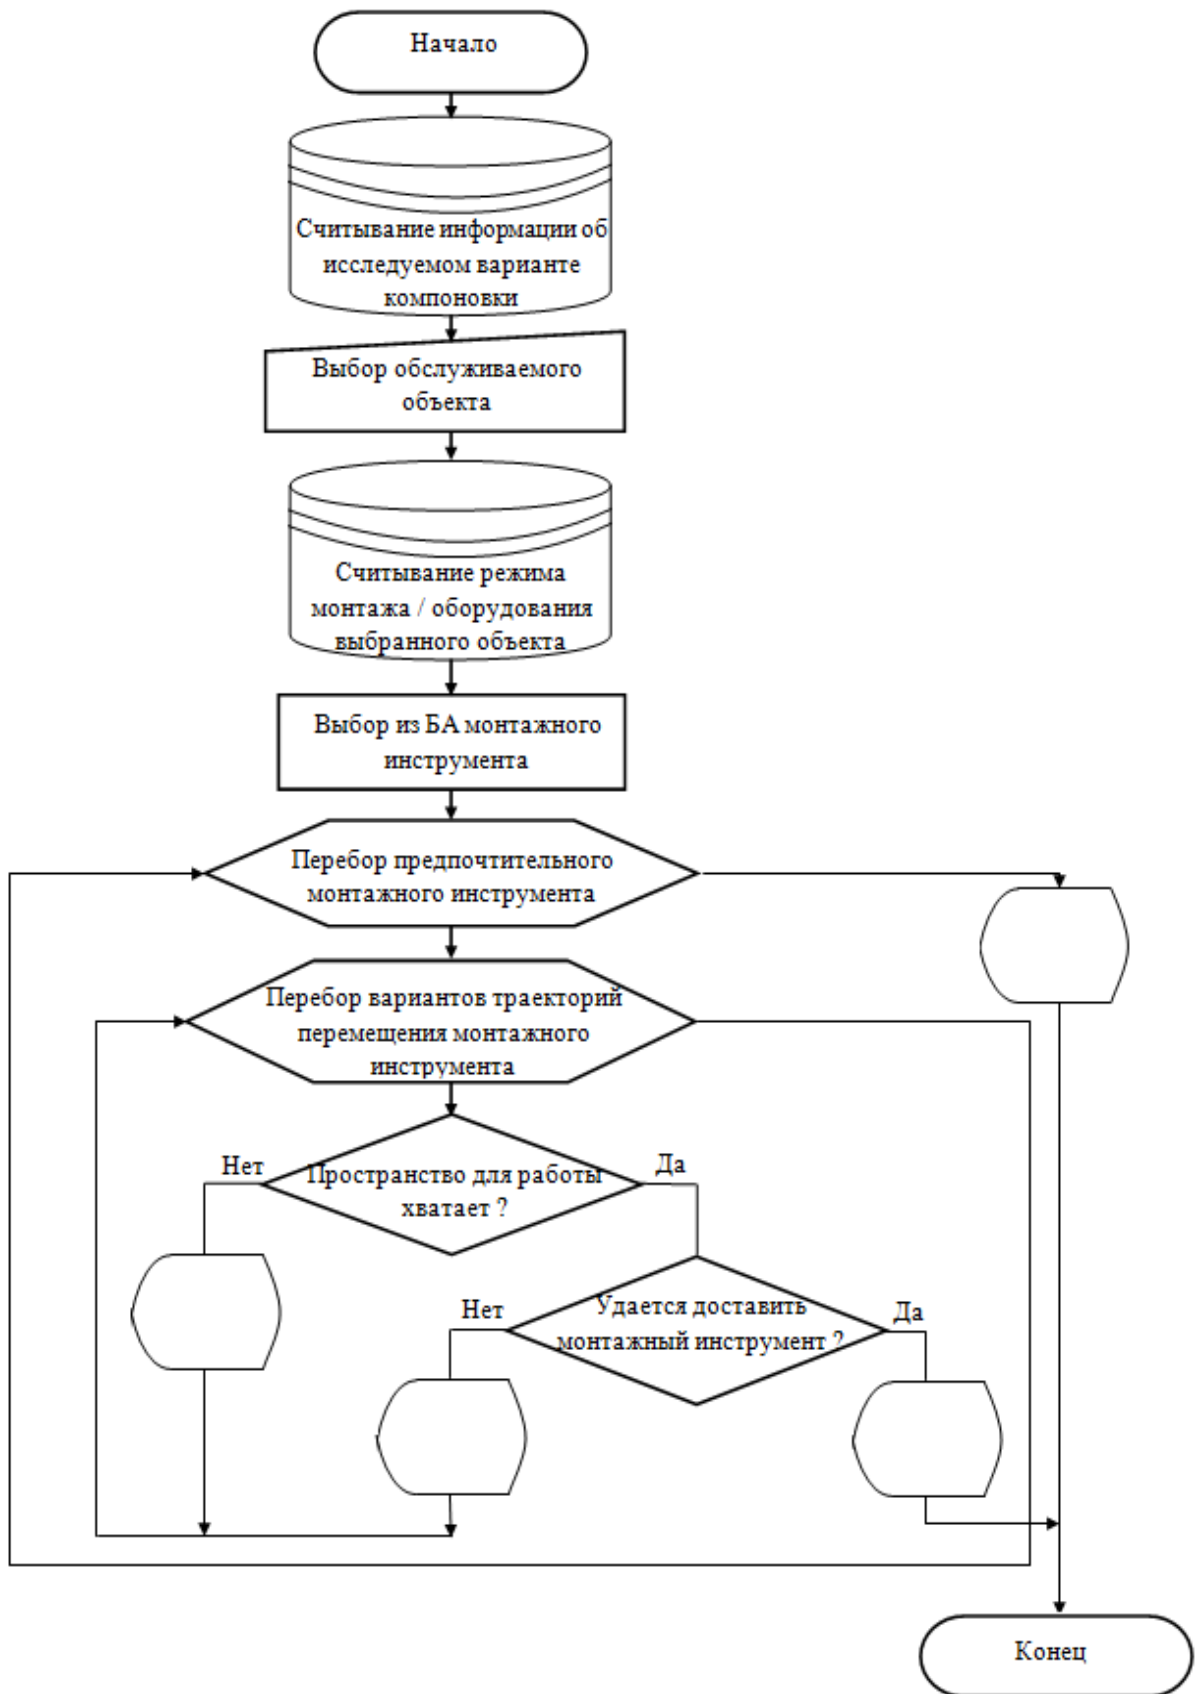 Начало
Считывание информации об
исследуемом варианте
компоновки
Выбор обслуживаемого
объекта
Считывание режима
монтажа / оборудования
выбранного объекта
Выбор из БА монтажного
инструмента
Перебор предпочтительного
монтажного инструмента
Перебор вариантов траекторий
перемещения монтажного
инструмента
Нет
Пространство для работы
хватает ?
Да
Нет
Удается доставить
монтажный инструмент ?
Да
Конец